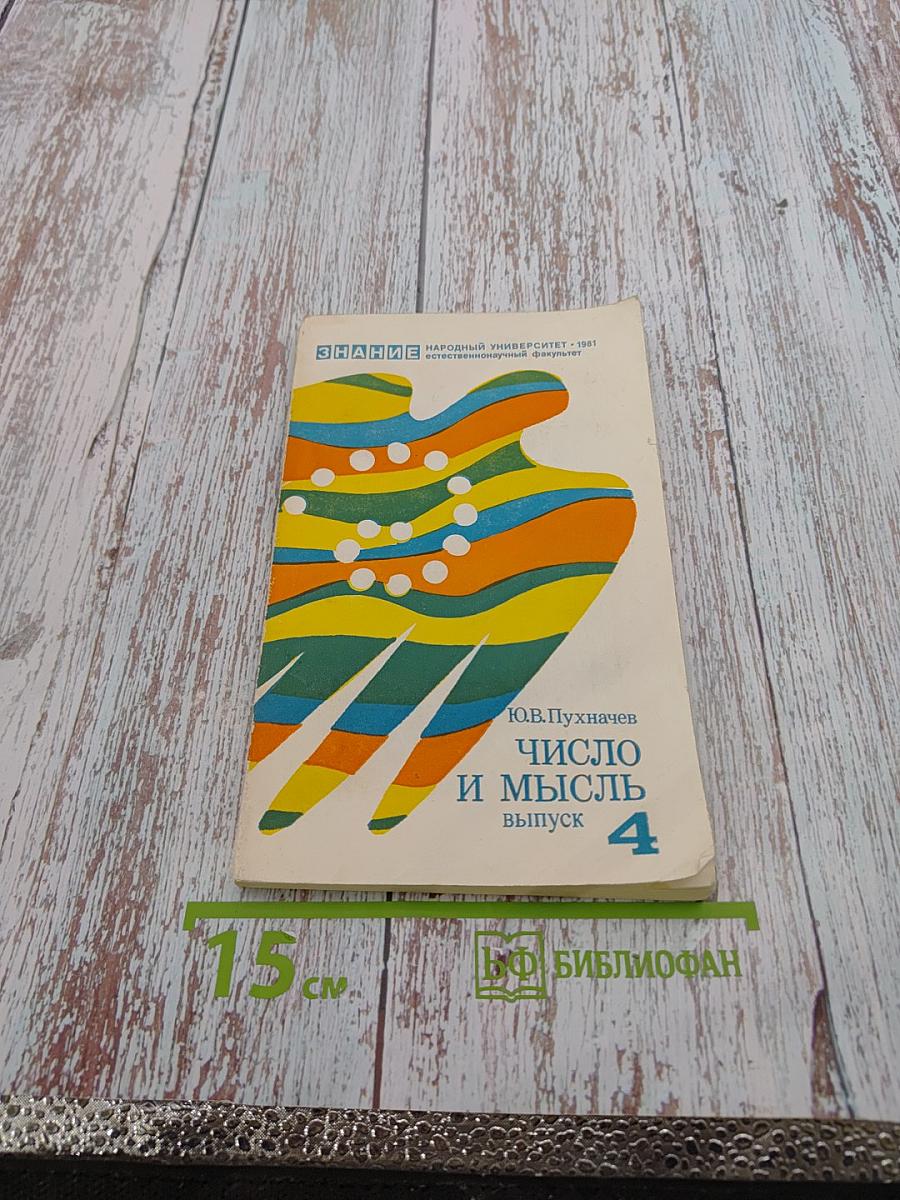 ЗНАНИЕ
НАРОДНЫЙ УНИВЕРСИТЕТ • 1981
естественнонаучный факультет
Ю.В.Пухначев
ЧИСЛО
И МЫСЛЬ
выпуск 4
15 см
БФ БИБЛИОФАН